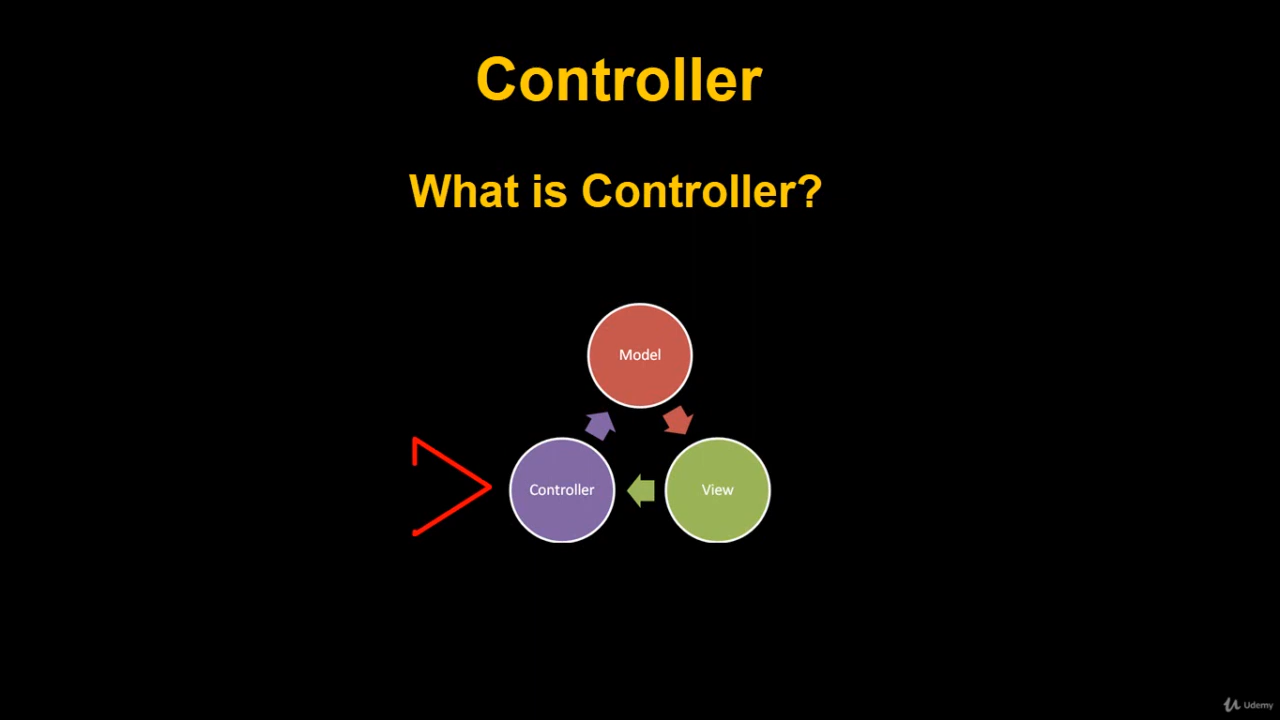 Controller
What is Controller?
Model
Controller
View
Udemy